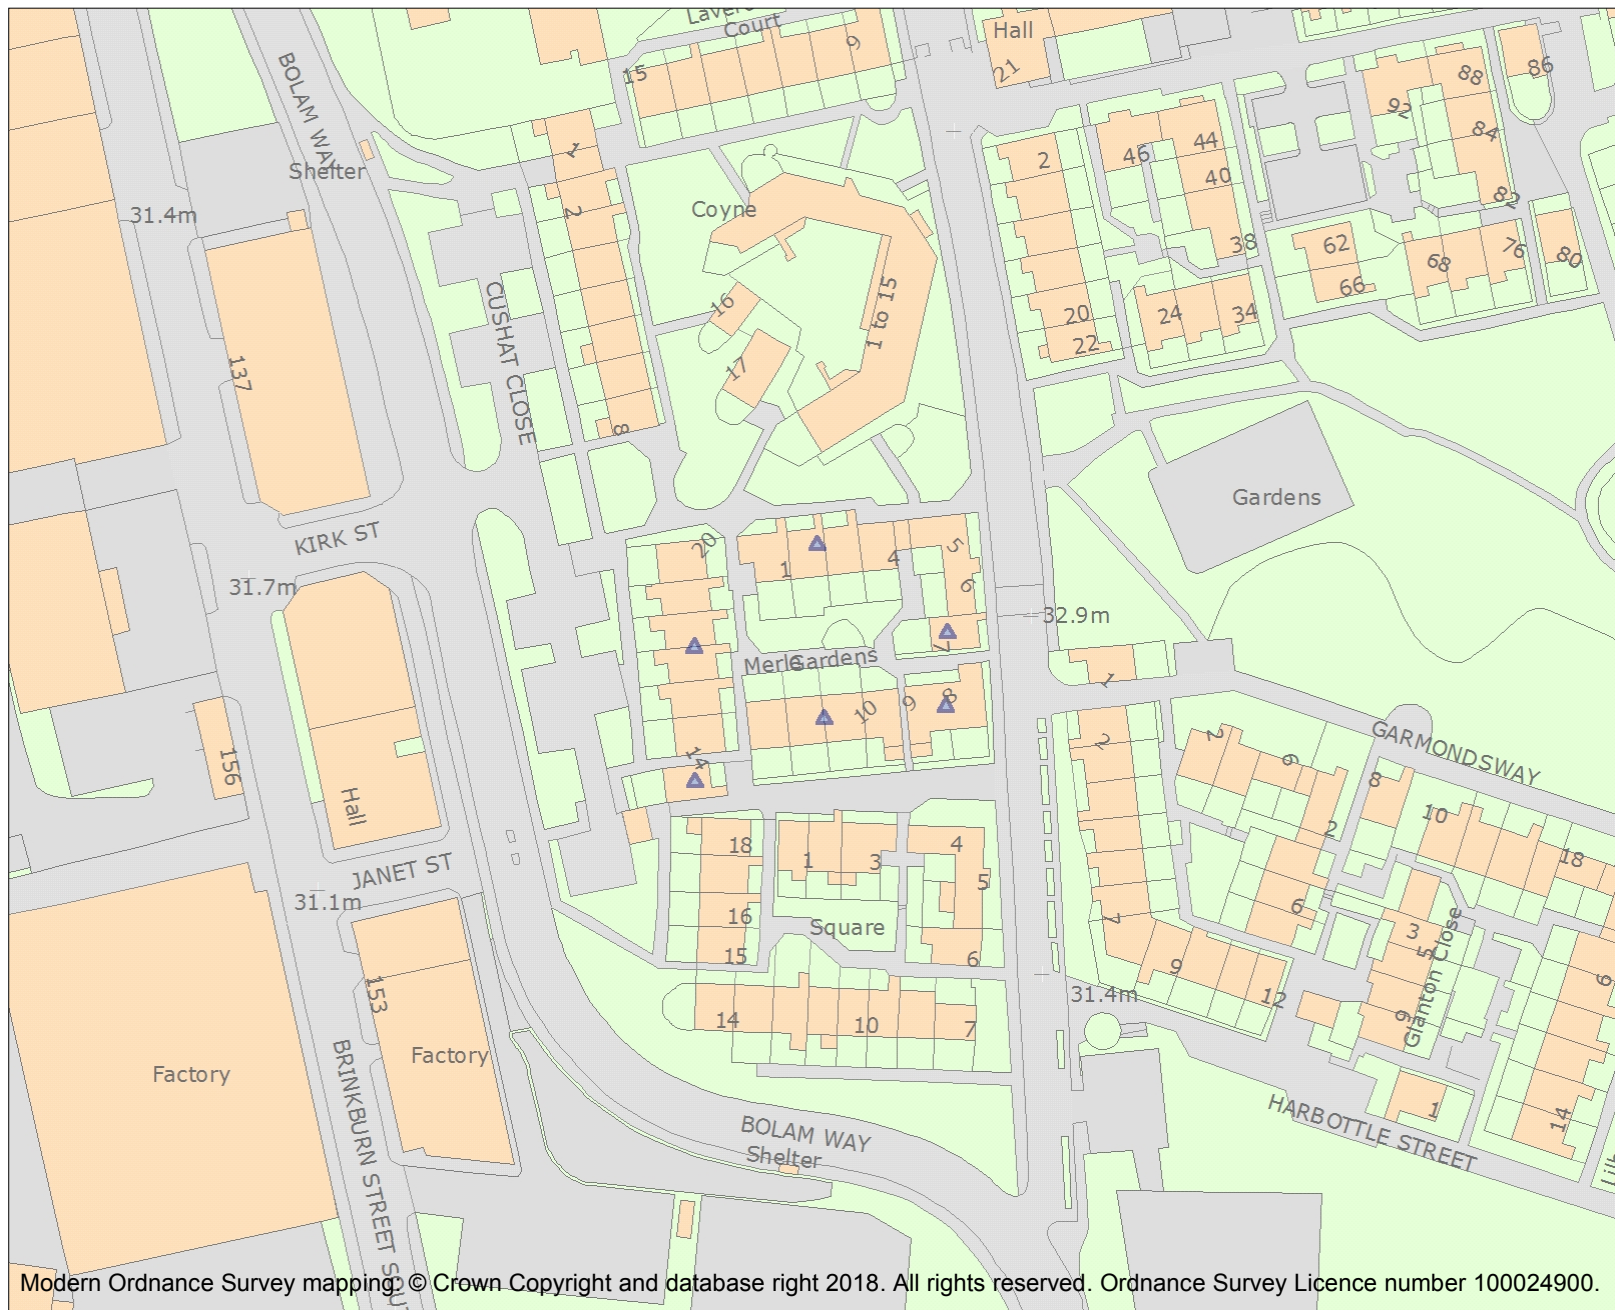 Court
9
15
Hall
21
BOLAM WAY
Shelter
31.4m
137
CUSHAT CLOSE
1
2
8
Coyne
16
17
1 to 15
2
20
22
46
44
40
38
24
34
92
88
84
82
86
62
66
68
76
80
Gardens
KIRK ST
31.7m
20
1
4
5
6
7
32.9m
Merle Gardens
10
9
8
14
156
Hall
JANET ST
31.1m
153
Factory
Factory
BRINKBURN STREET SOUT
18
16
15
1
3
4
5
6
Square
14
10
7
BOLAM WAY
Shelter
1
2
7
9
12
31.4m
GARMONDSWAY
2
6
2
6
8
10
18
3
5
9
Glanton Close
1
6
14
HARBOTTLE STREET
Modern Ordnance Survey mapping: © Crown Copyright and database right 2018. All rights reserved. Ordnance Survey Licence number 100024900.